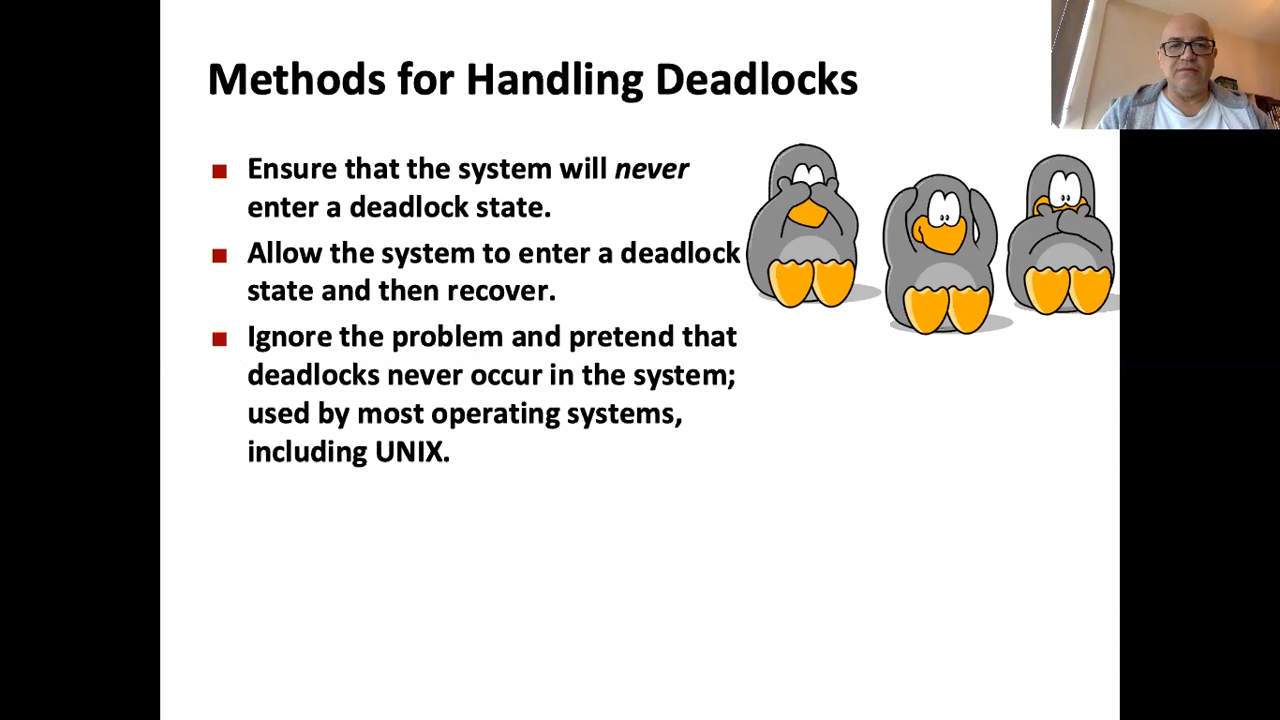 Methods for Handling Deadlocks
Ensure that the system will never
enter a deadlock state.
Allow the system to enter a deadlock
state and then recover.
Ignore the problem and pretend that
deadlocks never occur in the system;
used by most operating systems,
including UNIX.